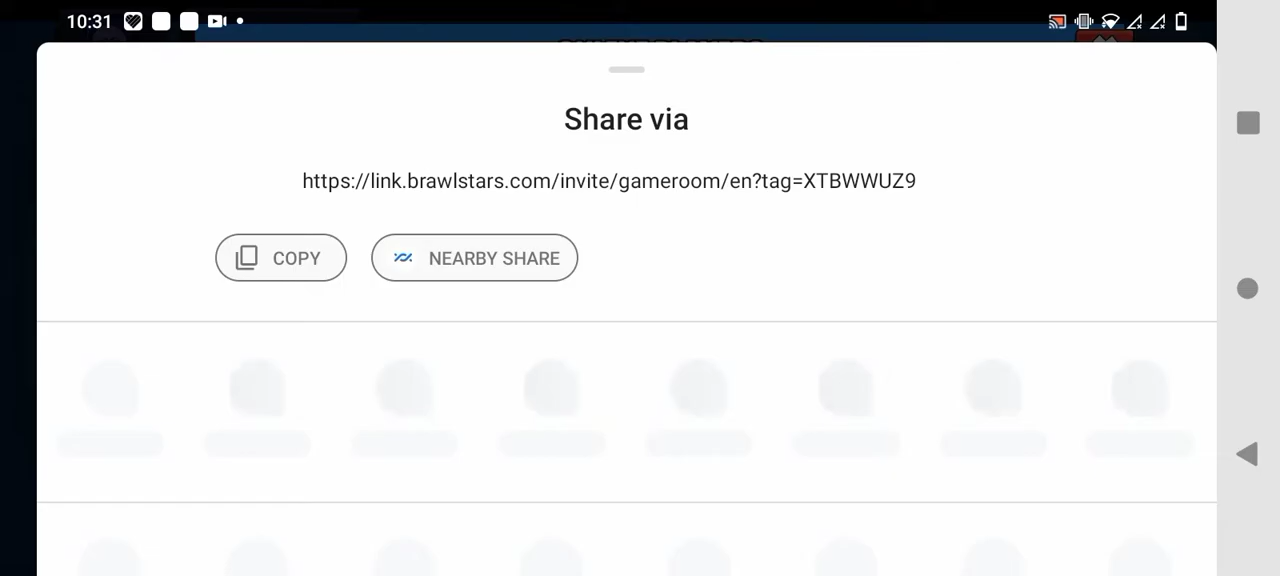 10:31
Share via
https://link.brawlstars.com/invite/gameroom/en?tag=XTBWWUZ9
COPY
NEARBY SHARE